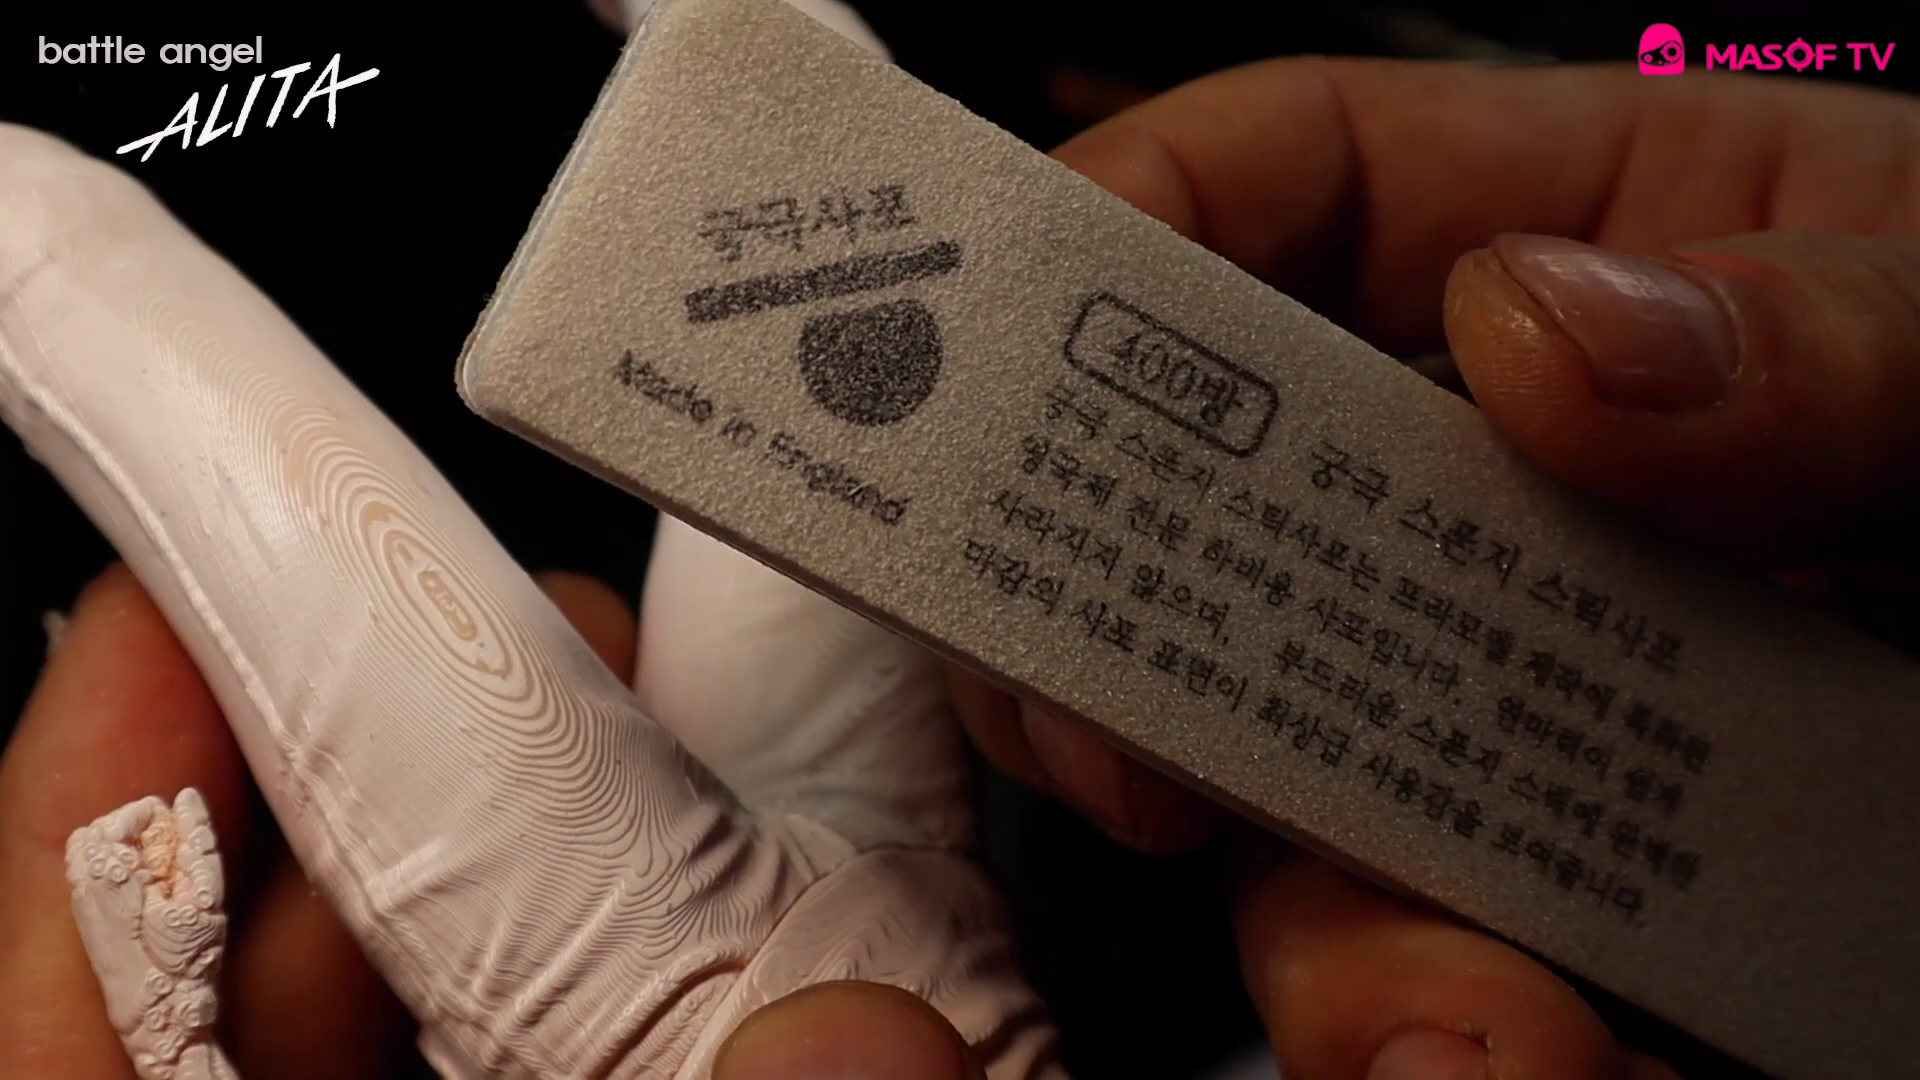 battle angel
ALITA
MASOF TV
궁극사포
Made in England
400방
궁극 스폰지 스틱사포
궁극 스폰지 스틱사포는 프라모델 제작에 특화된
영국제 전문 하비용 사포입니다. 연마력이 쉽게
사라지지 않으며, 부드러운 스폰지 스틱에 완벽한
마감의 사포 표면이 최상급 사용감을 보여줍니다.